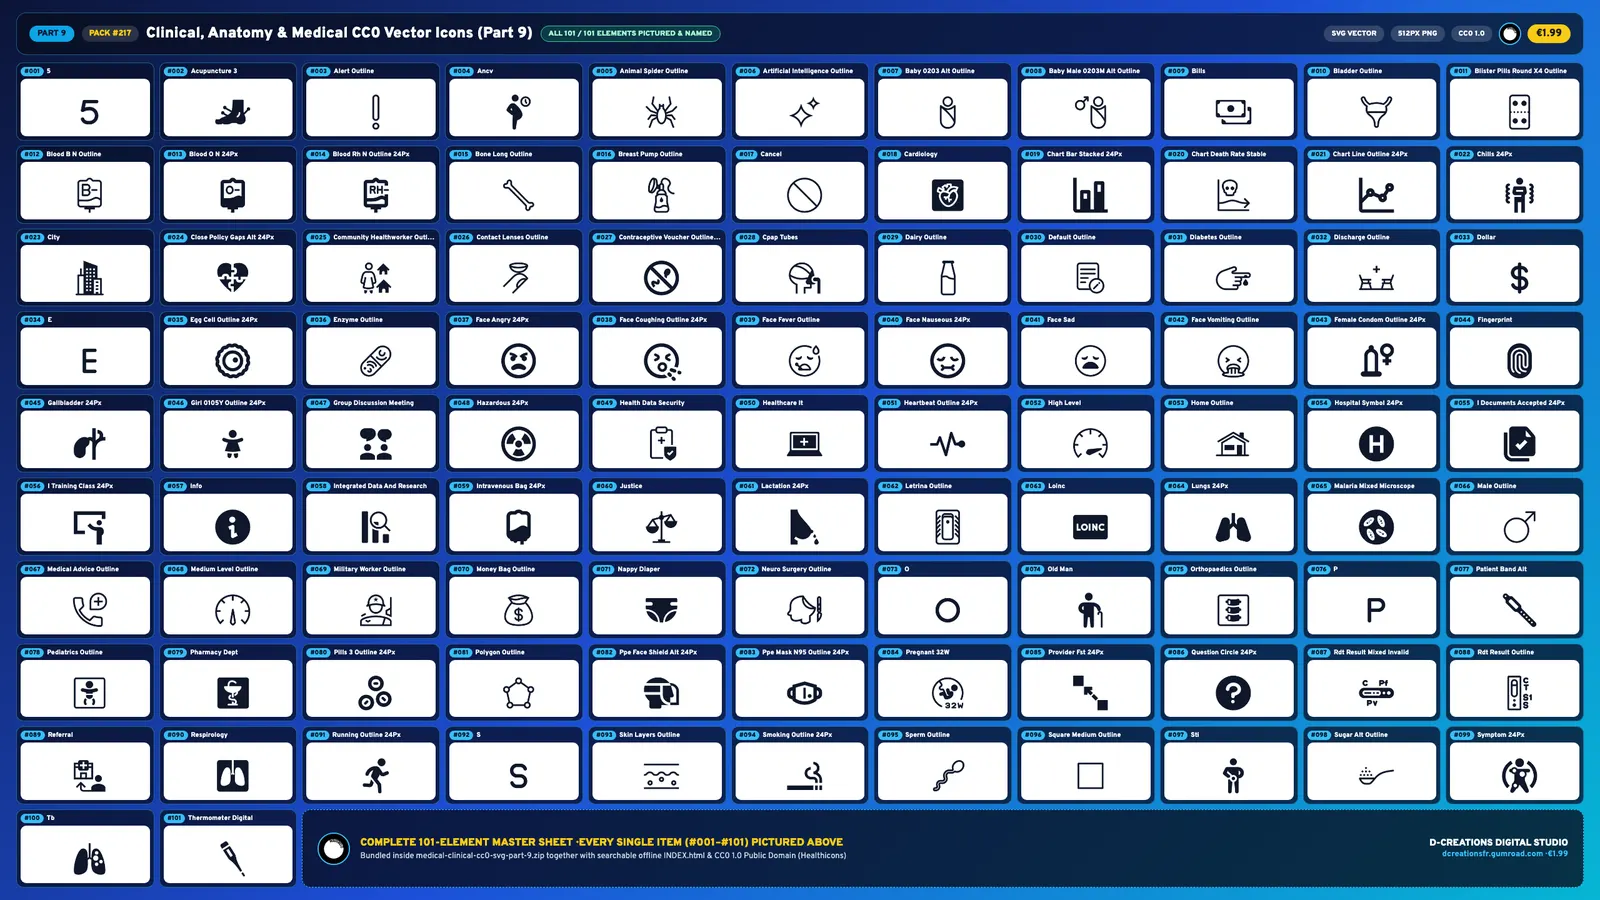 PART 9 PACK #217 Clinical, Anatomy & Medical CC0 Vector Icons (Part 9) ALL 101 / 101 ELEMENTS PICTURED & NAMED SVG VECTOR 512PX PNG CC0 1.0 €1.99
#001 5 #002 Acupuncture 3 #003 Alert Outline #004 Ancv #005 Animal Spider Outline #006 Artificial Intelligence Outline #007 Baby 0203 Alt Outline #008 Baby Male 0203M Alt Outline #009 Bills #010 Bladder Outline #011 Blister Pills Round X4 Outline
5
#012 Blood B N Outline #013 Blood O N 24Px #014 Blood Rh N Outline 24Px #015 Bone Long Outline #016 Breast Pump Outline #017 Cancel #018 Cardiology #019 Chart Bar Stacked 24Px #020 Chart Death Rate Stable #021 Chart Line Outline 24Px #022 Chills 24Px
B- O- RH-
#023 City #024 Close Policy Gaps Alt 24Px #025 Community Healthworker Outl... #026 Contact Lenses Outline #027 Contraceptive Voucher Outline... #028 Cpap Tubes #029 Dairy Outline #030 Default Outline #031 Diabetes Outline #032 Discharge Outline #033 Dollar
$
#034 E #035 Egg Cell Outline 24Px #036 Enzyme Outline #037 Face Angry 24Px #038 Face Coughing Outline 24Px #039 Face Fever Outline #040 Face Nauseous 24Px #041 Face Sad #042 Face Vomiting Outline #043 Female Condom Outline 24Px #044 Fingerprint
E
#045 Gallbladder 24Px #046 Girl 0105Y Outline 24Px #047 Group Discussion Meeting #048 Hazardous 24Px #049 Health Data Security #050 Healthcare It #051 Heartbeat Outline 24Px #052 High Level #053 Home Outline #054 Hospital Symbol 24Px #055 I Documents Accepted 24Px
H
#056 I Training Class 24Px #057 Info #058 Integrated Data And Research #059 Intravenous Bag 24Px #060 Justice #061 Lactation 24Px #062 Letrina Outline #063 Loinc #064 Lungs 24Px #065 Malaria Mixed Microscope #066 Male Outline
i LOINC
#067 Medical Advice Outline #068 Medium Level Outline #069 Military Worker Outline #070 Money Bag Outline #071 Nappy Diaper #072 Neuro Surgery Outline #073 O #074 Old Man #075 Orthopaedics Outline #076 P #077 Patient Band Alt
$ O P
#078 Pediatrics Outline #079 Pharmacy Dept #080 Pills 3 Outline 24Px #081 Polygon Outline #082 Ppe Face Shield Alt 24Px #083 Ppe Mask N95 Outline 24Px #084 Pregnant 32W #085 Provider Fst 24Px #086 Question Circle 24Px #087 Rdt Result Mixed Invalid #088 Rdt Result Outline
32W ? C Pf Pv C T S1 S
#089 Referral #090 Respirology #091 Running Outline 24Px #092 S #093 Skin Layers Outline #094 Smoking Outline 24Px #095 Sperm Outline #096 Square Medium Outline #097 Sti #098 Sugar Alt Outline #099 Symptom 24Px
S
#100 Tb #101 Thermometer Digital
COMPLETE 101-ELEMENT MASTER SHEET · EVERY SINGLE ITEM (#001–#101) PICTURED ABOVE
Bundled inside medical-clinical-cc0-svg-part-9.zip together with searchable offline INDEX.html & CC0 1.0 Public Domain (Healthicons)
D-CREATIONS DIGITAL STUDIO
dcreationsfr.gumroad.com · €1.99